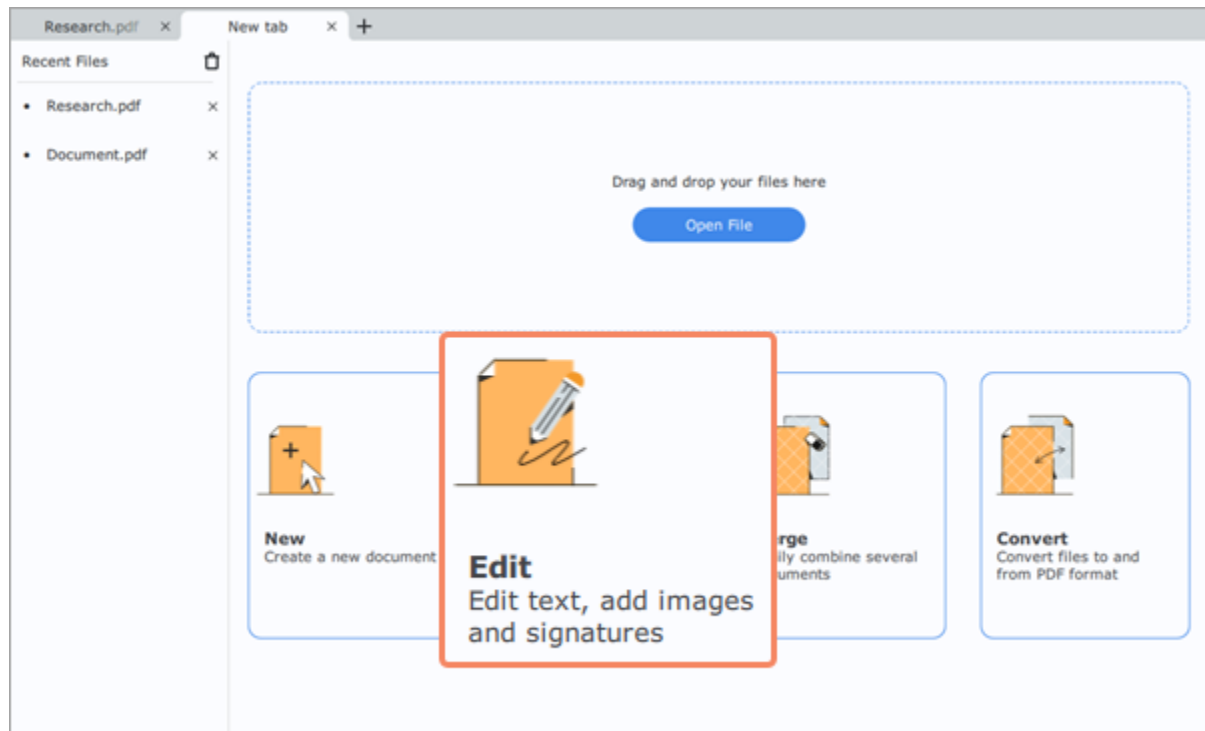 Research.pdf
New tab
Recent Files
Research.pdf
Document.pdf
Drag and drop your files here
Open File
New
Create a new document
Edit
Edit text, add images
and signatures
rge
ily combine several
uments
Convert
Convert files to and
from PDF format